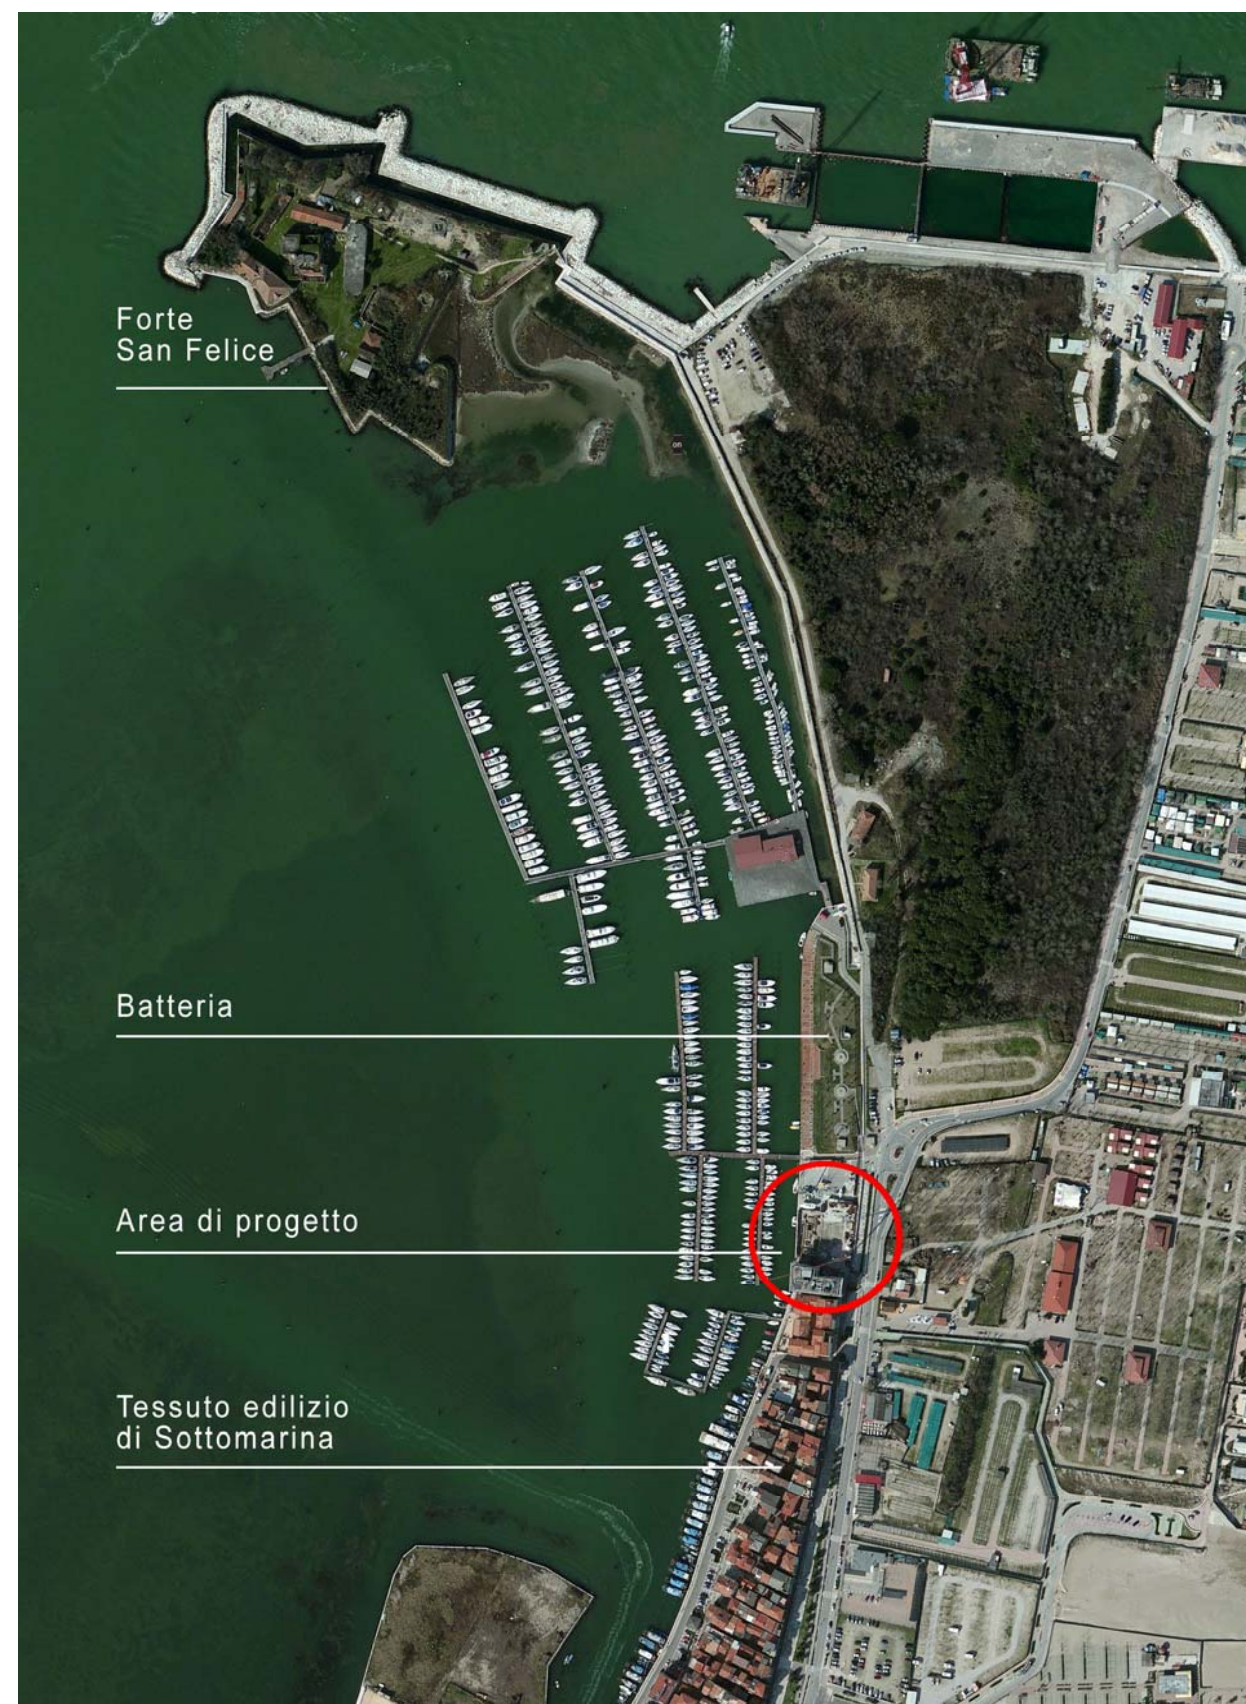 Forte
San Felice
Batteria
Area di progetto
Tessuto edilizio
di Sottomarina